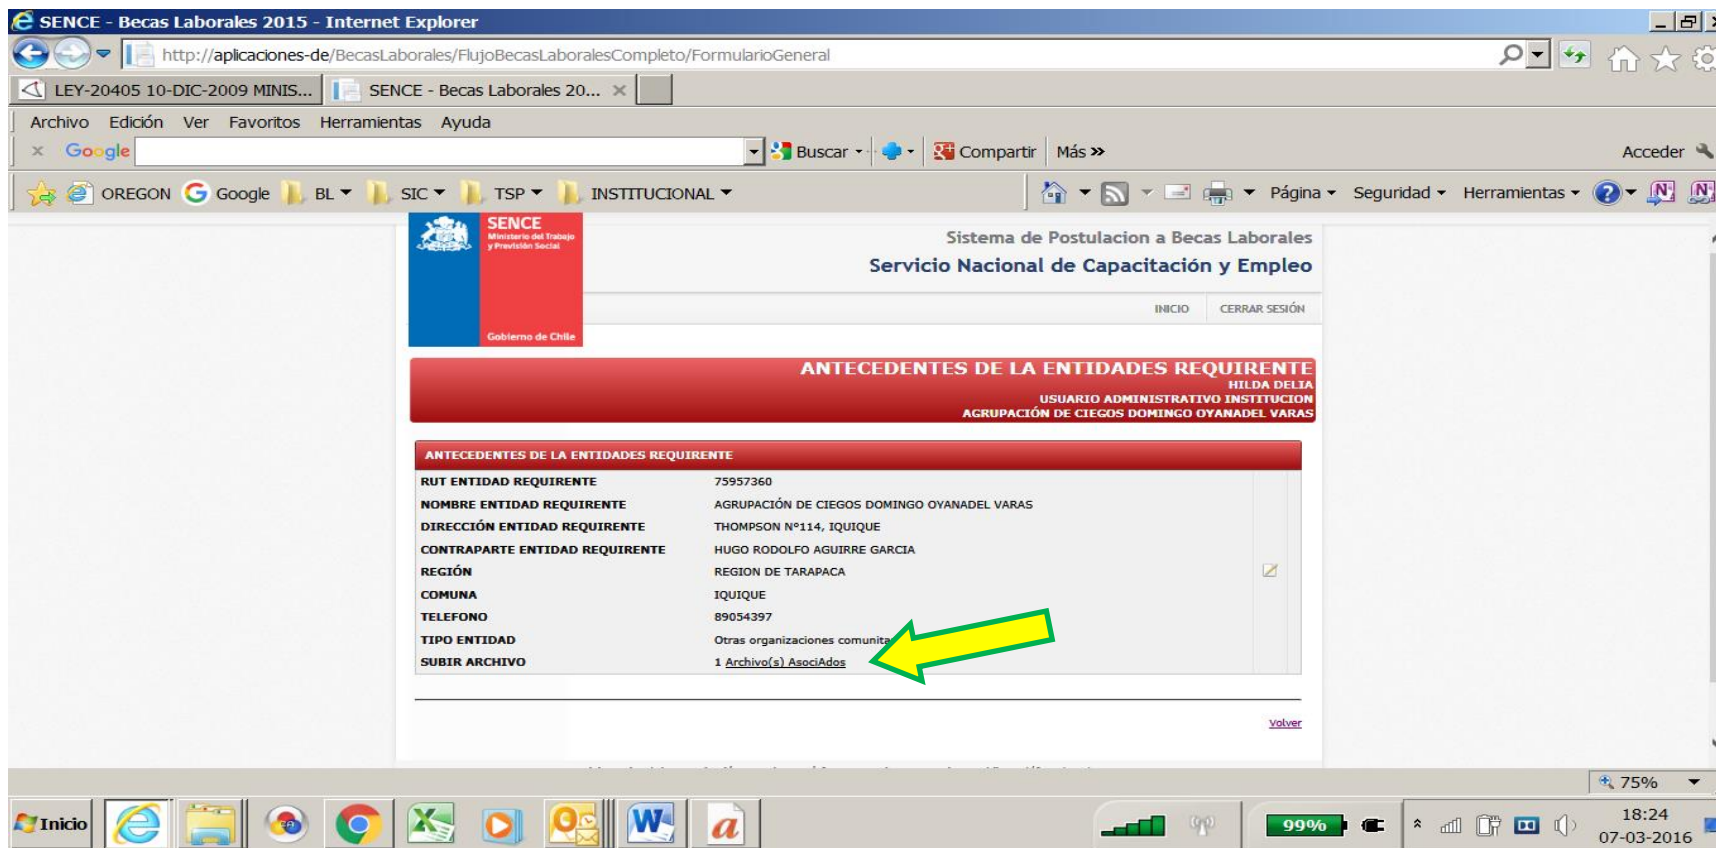 SENCE - Becas Laborales 2015 - Internet Explorer
http://aplicaciones-de/BecasLaborales/FlujoBecasLaboralesCompleto/FormularioGeneral
LEY-20405 10-DIC-2009 MINIS...
SENCE - Becas Laborales 20...
Archivo Edición Ver Favoritos Herramientas Ayuda
x Google Buscar Compartir Más >> Acceder
OREGON Google BL SIC TSP INSTITUCIONAL Página Seguridad Herramientas
SENCE
Ministerio del Trabajo
y Previsión Social
Gobierno de Chile
Sistema de Postulacion a Becas Laborales
Servicio Nacional de Capacitación y Empleo
INICIO CERRAR SESIÓN
ANTECEDENTES DE LA ENTIDADES REQUIRENTE
HILDA DELIA
USUARIO ADMINISTRATIVO INSTITUCION
AGRUPACIÓN DE CIEGOS DOMINGO OYANADEL VARAS
ANTECEDENTES DE LA ENTIDADES REQUIRENTE
RUT ENTIDAD REQUIRENTE 75957360
NOMBRE ENTIDAD REQUIRENTE AGRUPACIÓN DE CIEGOS DOMINGO OYANADEL VARAS
DIRECCIÓN ENTIDAD REQUIRENTE THOMPSON Nº114, IQUIQUE
CONTRAPARTE ENTIDAD REQUIRENTE HUGO RODOLFO AGUIRRE GARCIA
REGIÓN REGION DE TARAPACA
COMUNA IQUIQUE
TELEFONO 89054397
TIPO ENTIDAD Otras organizaciones comunita
SUBIR ARCHIVO 1 Archivo(s) AsociAdos
Volver
75%
Inicio 99% 18:24
07-03-2016